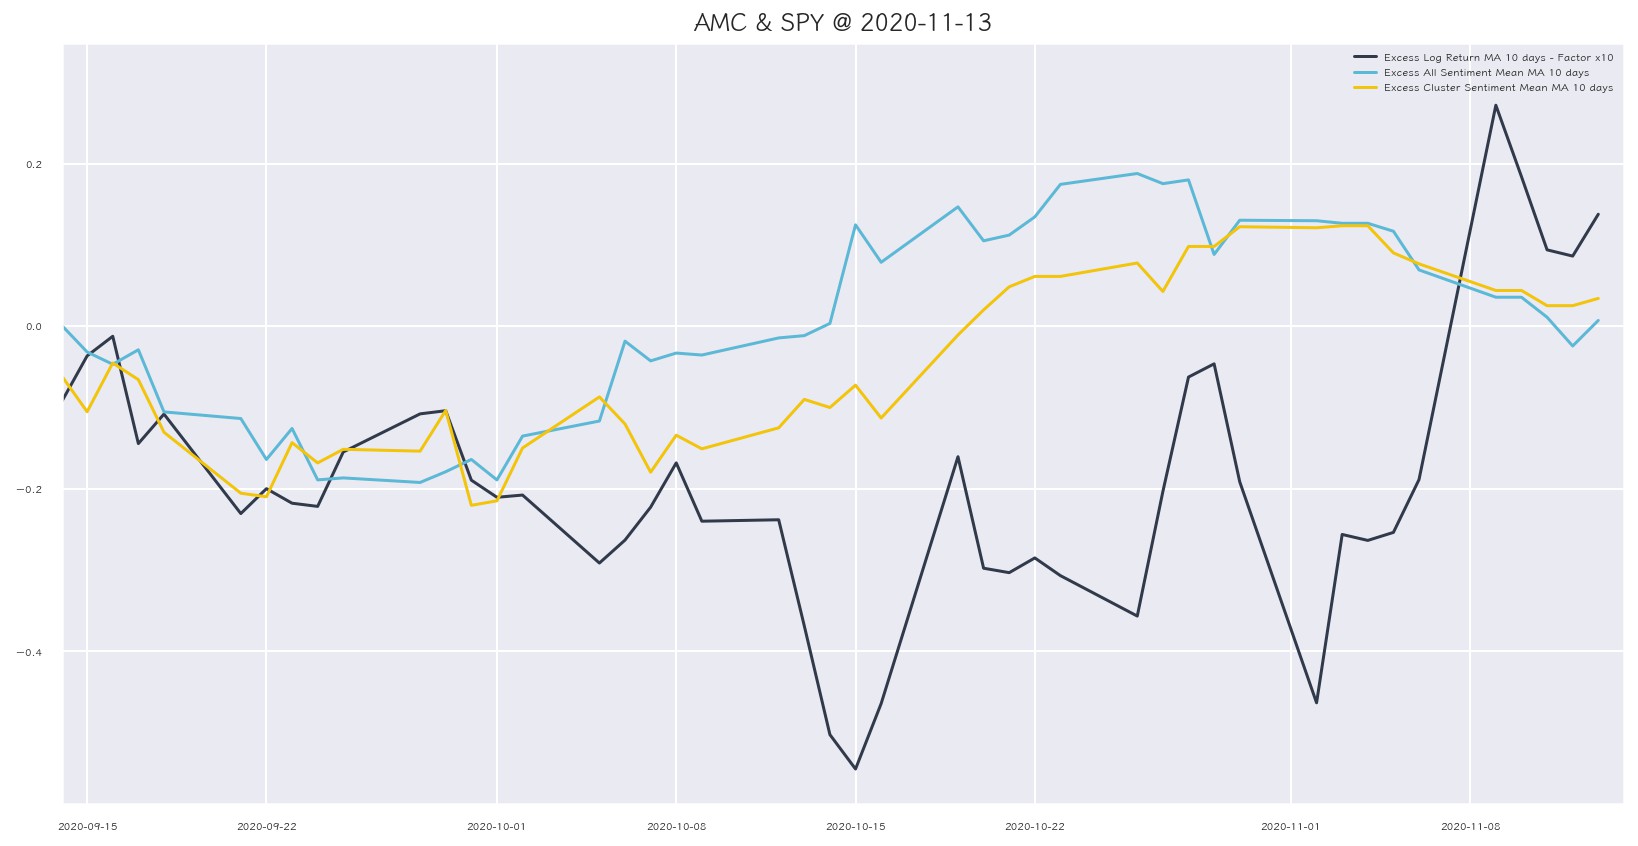 AMC & SPY @ 2020-11-13
Excess Log Return MA 10 days - Factor x10
Excess All Sentiment Mean MA 10 days
Excess Cluster Sentiment Mean MA 10 days
0.2
0.0
−0.2
−0.4
2020-09-15 2020-09-22 2020-10-01 2020-10-08 2020-10-15 2020-10-22 2020-11-01 2020-11-08